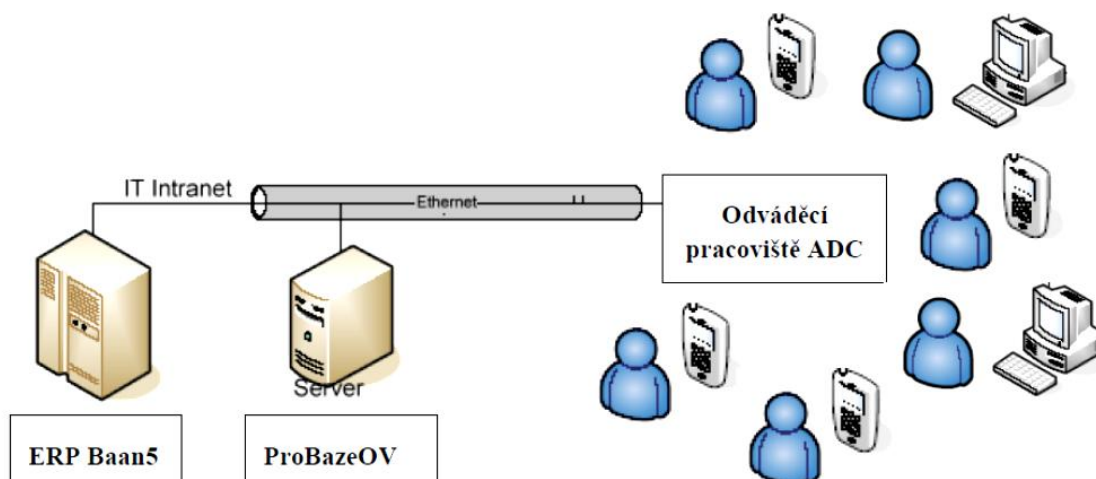 IT Intranet
Ethernet
Odváděcí
pracoviště ADC
Server
ERP Baan5
ProBazeOV